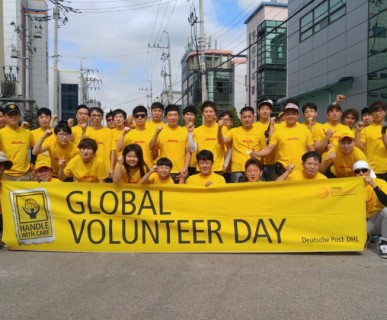 GLOBAL
VOLUNTEER DAY
HANDLE
WITH CARE
Deutsche Post DHL